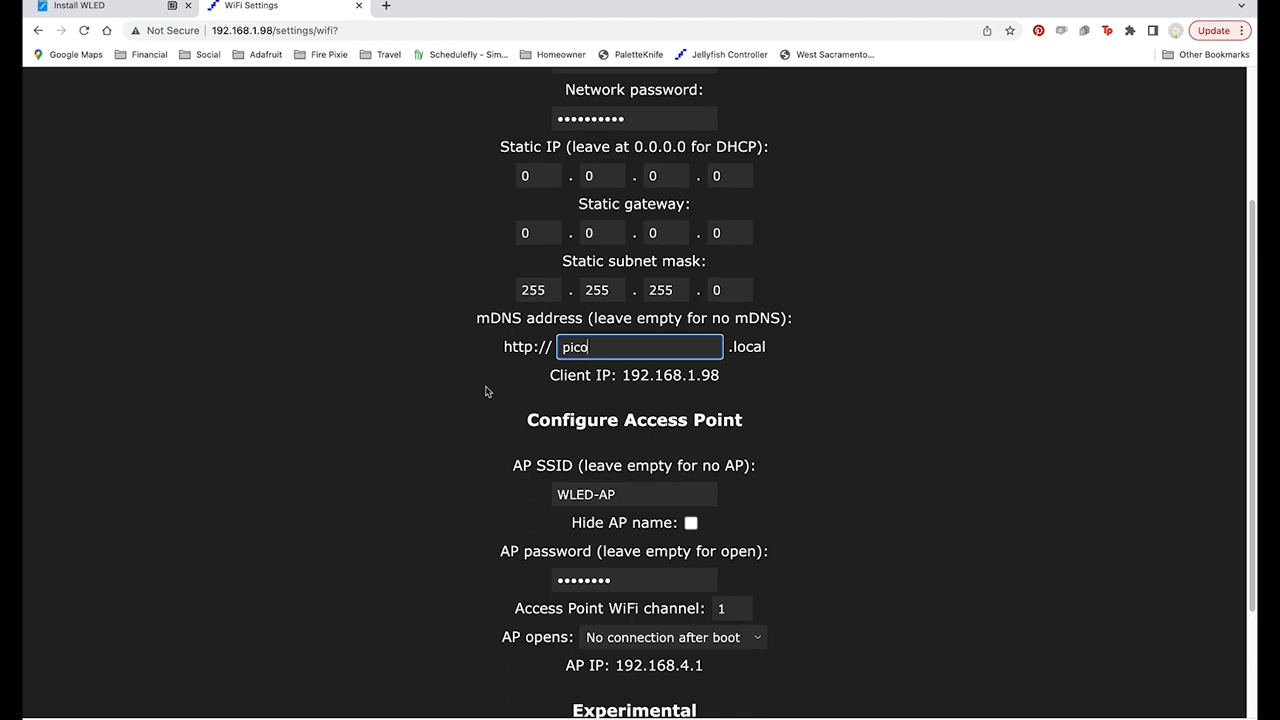 Install WLED
WiFi Settings
Not Secure 192.168.1.98/settings/wifi?
Update
Google Maps Financial Social Adafruit Fire Pixie Travel Schedulefly - Sim... Homeowner PaletteKnife Jellyfish Controller West Sacramento... Other Bookmarks
Network password:
••••••••••
Static IP (leave at 0.0.0.0 for DHCP):
0 . 0 . 0 . 0
Static gateway:
0 . 0 . 0 . 0
Static subnet mask:
255 . 255 . 255 . 0
mDNS address (leave empty for no mDNS):
http:// pico .local
Client IP: 192.168.1.98
Configure Access Point
AP SSID (leave empty for no AP):
WLED-AP
Hide AP name:
AP password (leave empty for open):
••••••••
Access Point WiFi channel: 1
AP opens: No connection after boot
AP IP: 192.168.4.1
Experimental